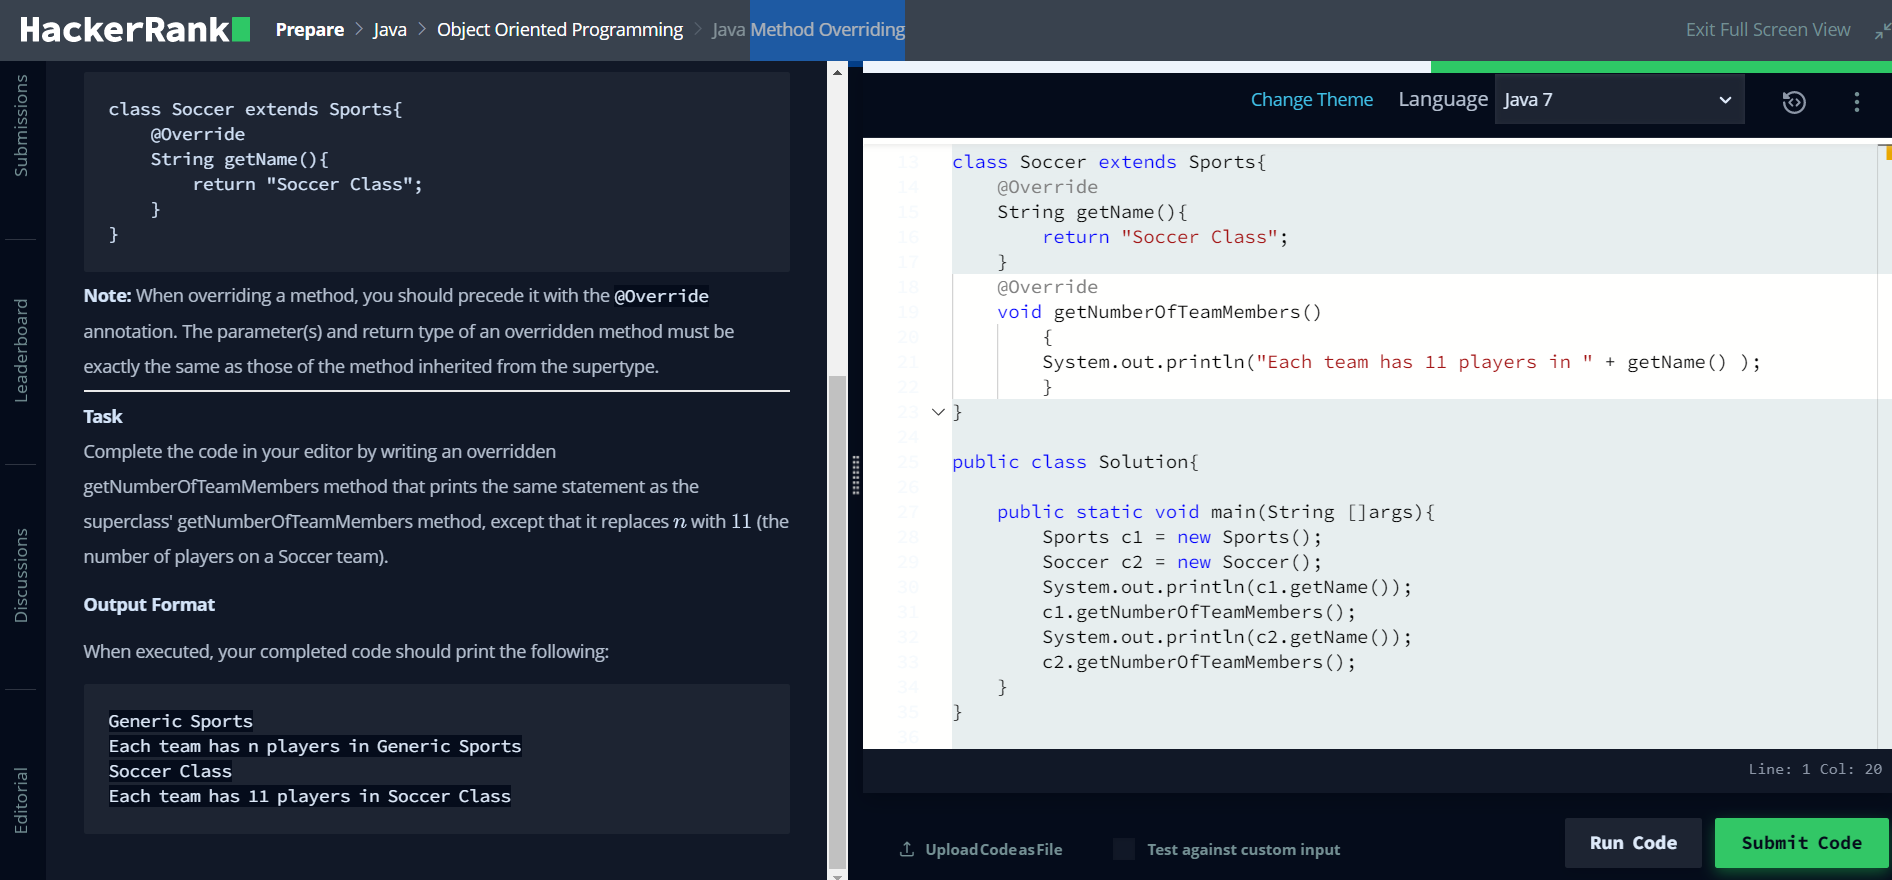 HackerRank
Prepare > Java > Object Oriented Programming > Java Method Overriding
Exit Full Screen View
Submissions
Leaderboard
Discussions
Editorial
class Soccer extends Sports{
@Override
String getName(){
return "Soccer Class";
}
}
Note: When overriding a method, you should precede it with the @Override
annotation. The parameter(s) and return type of an overridden method must be
exactly the same as those of the method inherited from the supertype.
Task
Complete the code in your editor by writing an overridden
getNumberOfTeamMembers method that prints the same statement as the
superclass' getNumberOfTeamMembers method, except that it replaces n with 11 (the
number of players on a Soccer team).
Output Format
When executed, your completed code should print the following:
Generic Sports
Each team has n players in Generic Sports
Soccer Class
Each team has 11 players in Soccer Class
Change Theme Language Java 7
13 class Soccer extends Sports{
14 @Override
15 String getName(){
16 return "Soccer Class";
17 }
18 @Override
19 void getNumberOfTeamMembers()
20 {
21 System.out.println("Each team has 11 players in " + getName() );
22 }
23 }
24
25 public class Solution{
26
27 public static void main(String []args){
28 Sports c1 = new Sports();
29 Soccer c2 = new Soccer();
30 System.out.println(c1.getName());
31 c1.getNumberOfTeamMembers();
32 System.out.println(c2.getName());
33 c2.getNumberOfTeamMembers();
34 }
35 }
36
Line: 1 Col: 20
Upload Code as File
Test against custom input
Run Code
Submit Code